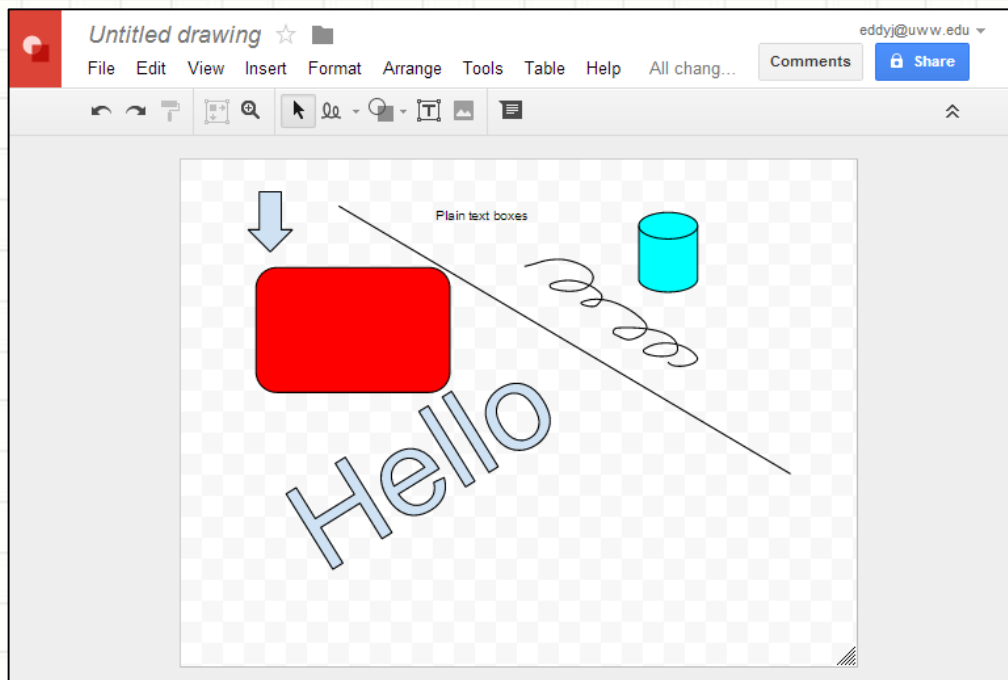 Untitled drawing
eddyj@uww.edu
File Edit View Insert Format Arrange Tools Table Help All chang...
Comments
Share
Plain text boxes
Hello